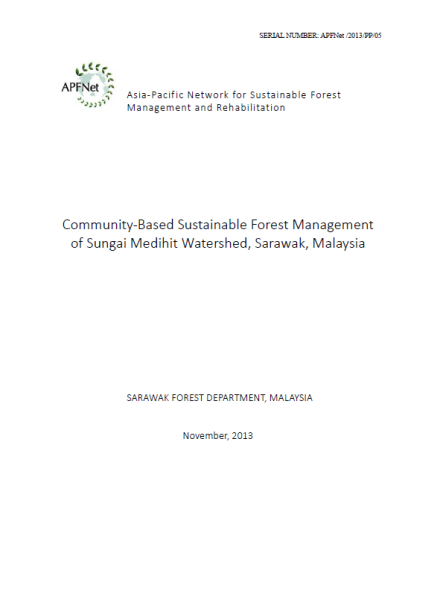 SERIAL NUMBER: APFNet /2013/PP/05
APFNet
Asia-Pacific Network for Sustainable Forest
Management and Rehabilitation
Community-Based Sustainable Forest Management
of Sungai Medihit Watershed, Sarawak, Malaysia
SARAWAK FOREST DEPARTMENT, MALAYSIA
November, 2013